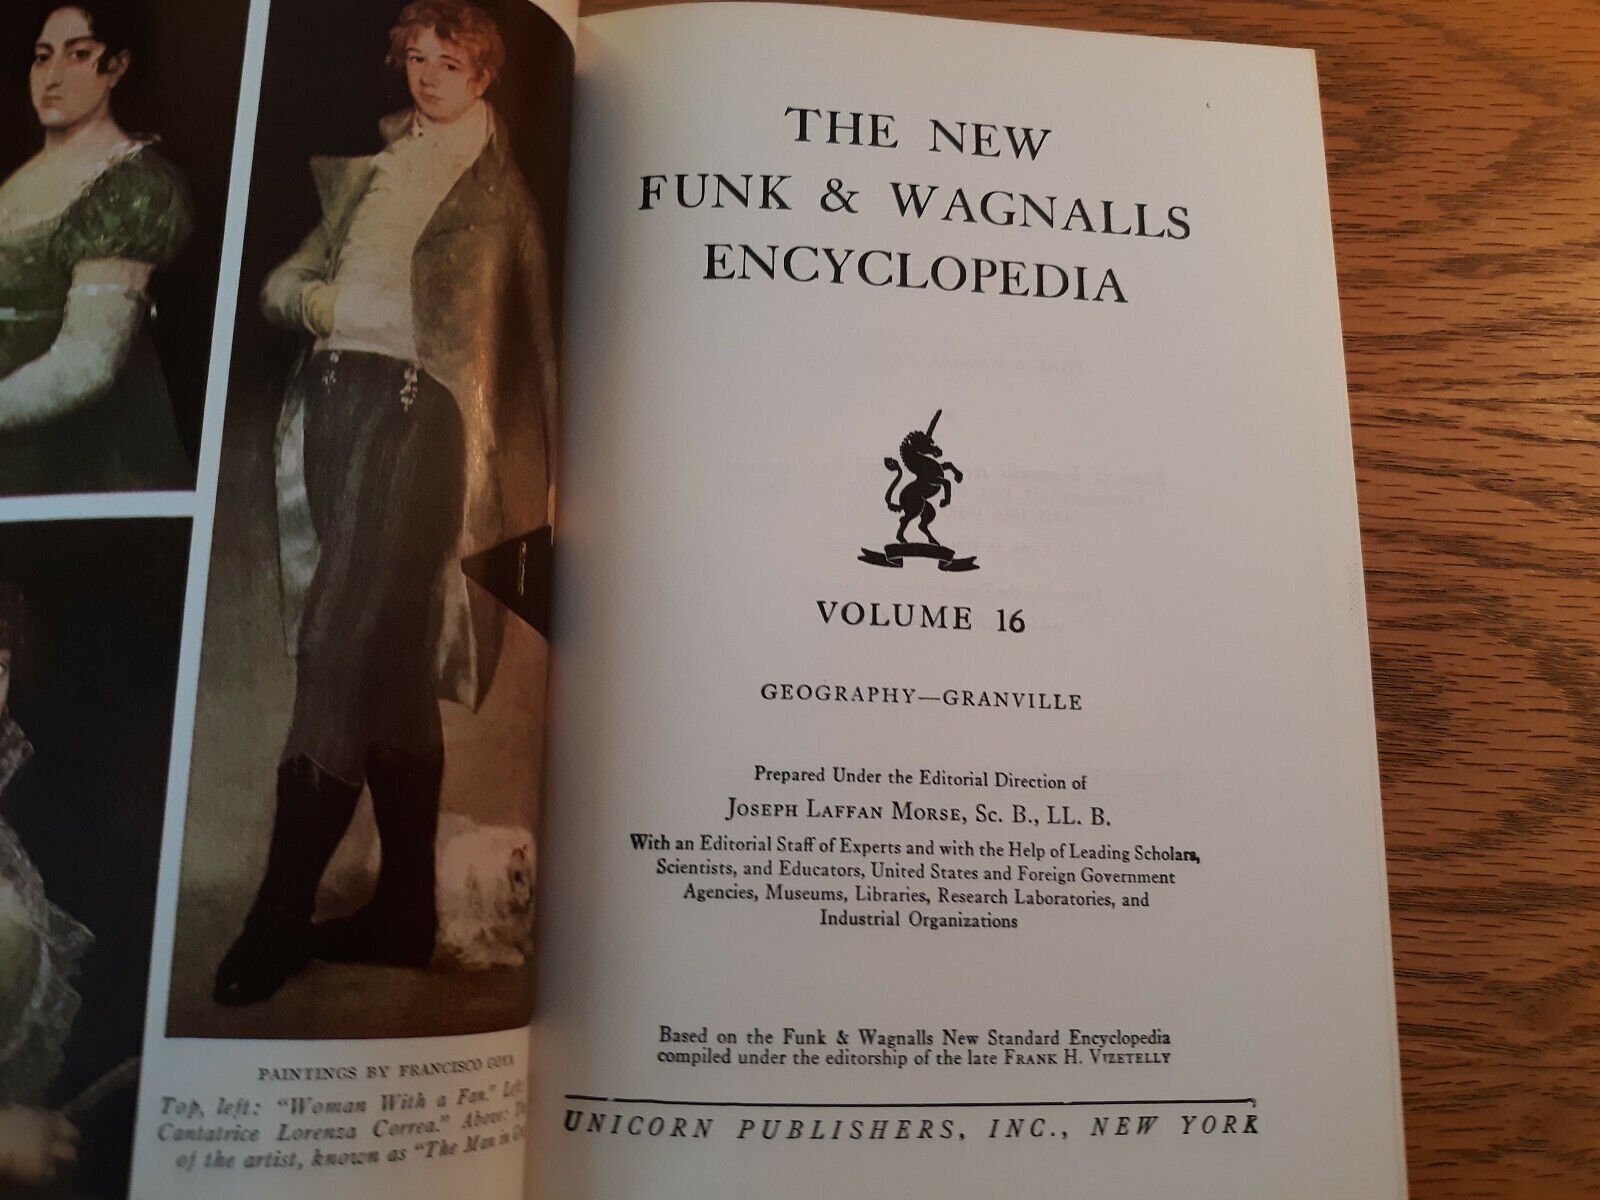 PAINTINGS BY FRANCISCO GOYA
Top, left: "Woman With a Fan." Left:
Cantatrice Lorenza Correa." Above:
of the artist, known as "The Man in
THE NEW
FUNK & WAGNALLS
ENCYCLOPEDIA
VOLUME 16
GEOGRAPHY—GRANVILLE
Prepared Under the Editorial Direction of
JOSEPH LAFFAN MORSE, Sc. B., LL. B.
With an Editorial Staff of Experts and with the Help of Leading Scholars,
Scientists, and Educators, United States and Foreign Government
Agencies, Museums, Libraries, Research Laboratories, and
Industrial Organizations
Based on the Funk & Wagnalls New Standard Encyclopedia
compiled under the editorship of the late FRANK H. VIZETELLY
UNICORN PUBLISHERS, INC., NEW YORK